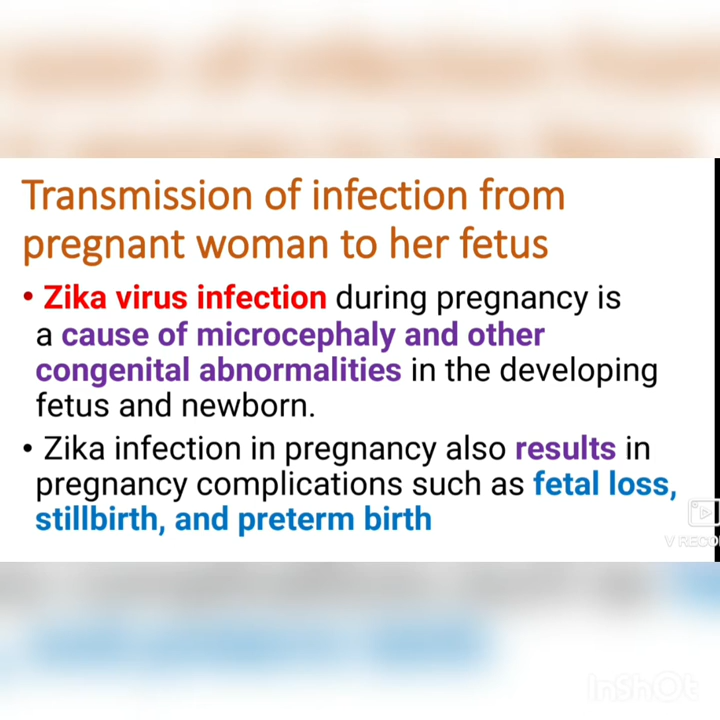 Transmission of infection from
pregnant woman to her fetus
• Zika virus infection during pregnancy is
a cause of microcephaly and other
congenital abnormalities in the developing
fetus and newborn.
• Zika infection in pregnancy also results in
pregnancy complications such as fetal loss,
stillbirth, and preterm birth
V RECO
InShOt